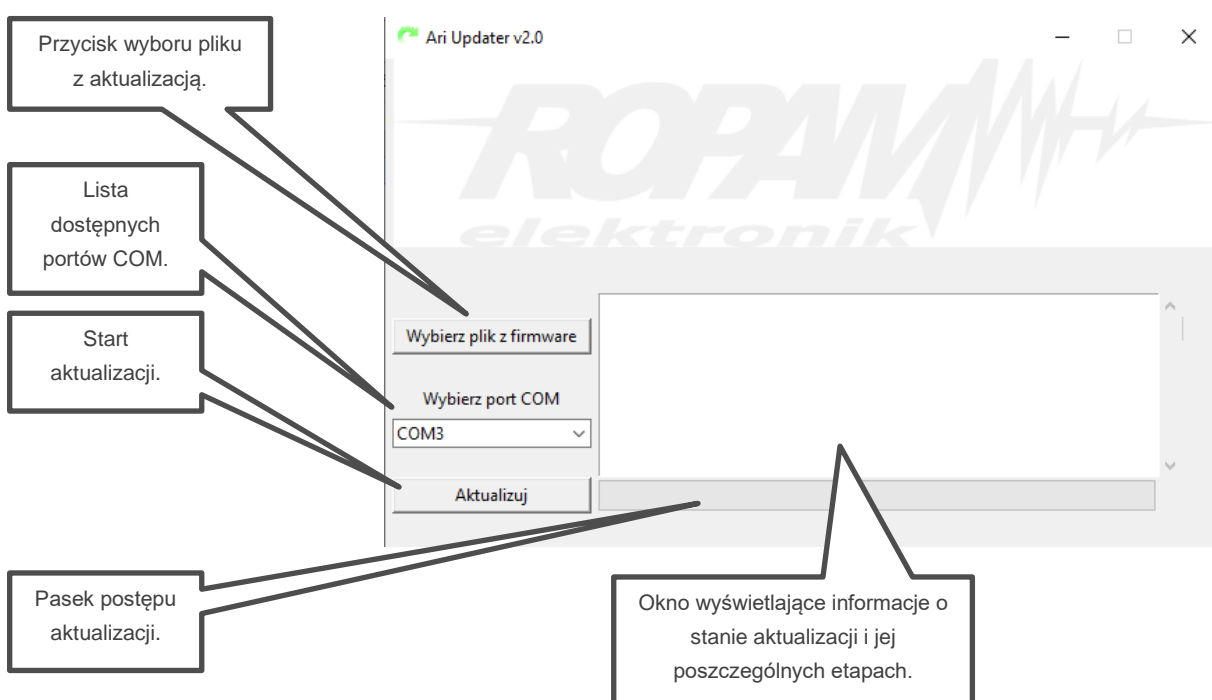 Przycisk wyboru pliku
z aktualizacją.
Ari Updater v2.0
ROPAM
elektronik
Lista
dostępnych
portów COM.
Start
aktualizacji.
Wybierz plik z firmware
Wybierz port COM
COM3
Aktualizuj
Pasek postępu
aktualizacji.
Okno wyświetlające informacje o
stanie aktualizacji i jej
poszczególnych etapach.